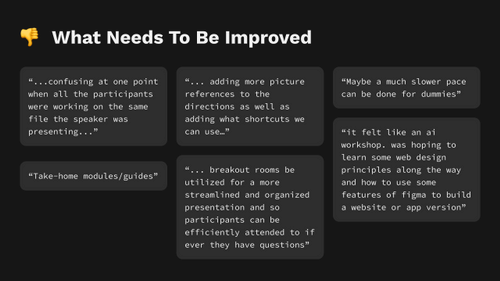 👎 What Needs To Be Improved
“...confusing at one point
when all the participants
were working on the same
file the speaker was
presenting...”
“Take-home modules/guides”
“... adding more picture
references to the
directions as well as
adding what shortcuts we
can use…”
“... breakout rooms be
utilized for a more
streamlined and organized
presentation and so
participants can be
efficiently attended to if
ever they have questions”
“Maybe a much slower pace
can be done for dummies”
“it felt like an ai
workshop. was hoping to
learn some web design
principles along the way
and how to use some
features of figma to build
a website or app version”